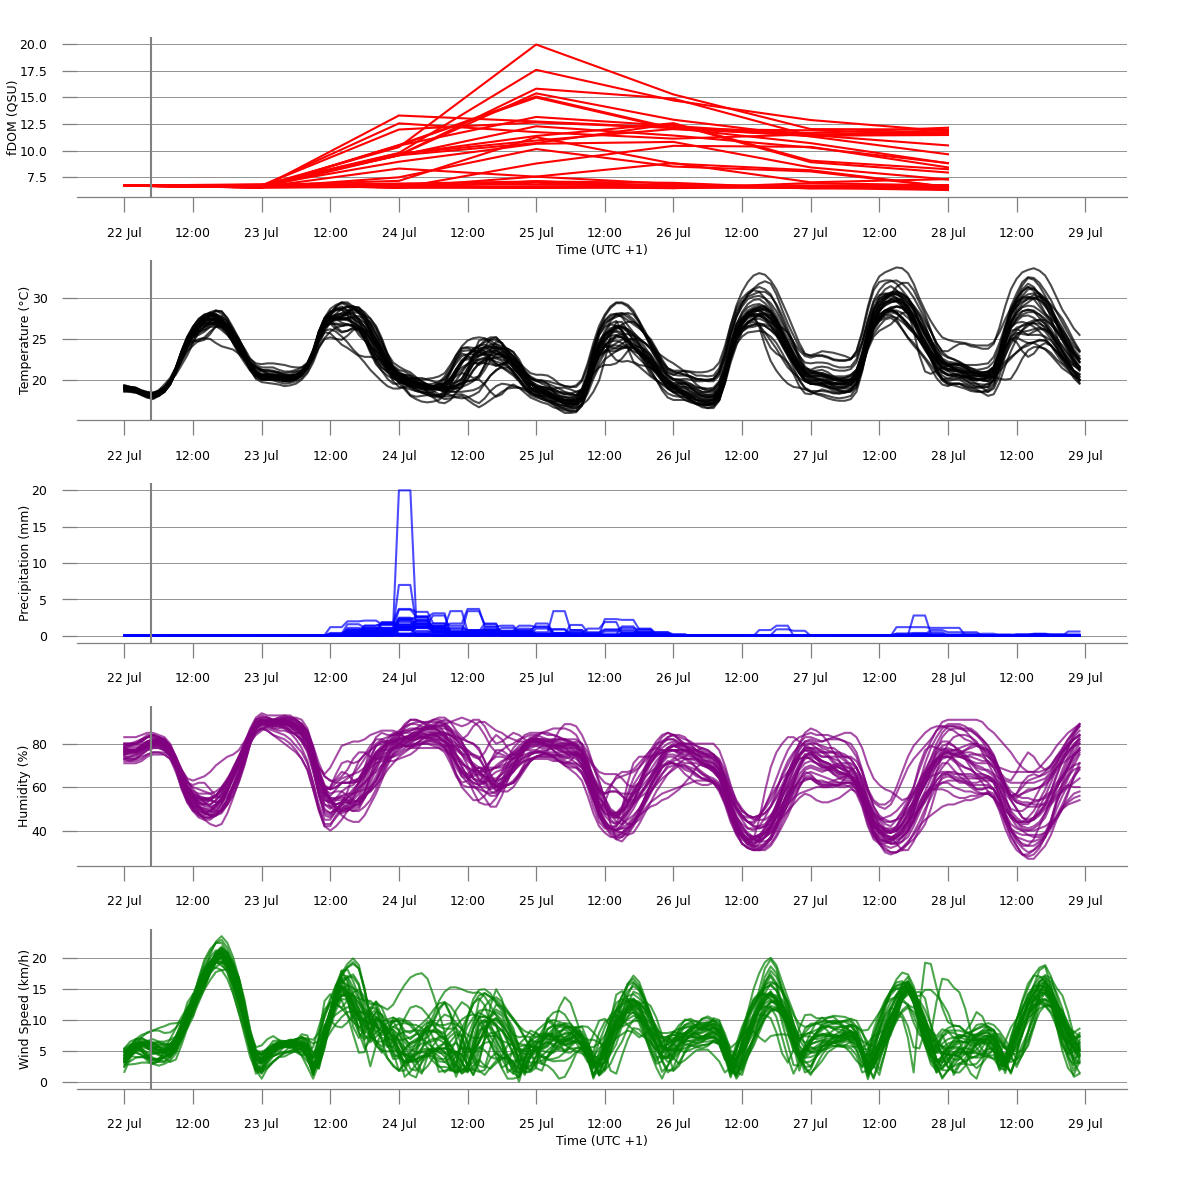 fDOM (QSU)
20.0
17.5
15.0
12.5
10.0
7.5
22 Jul 12:00 23 Jul 12:00 24 Jul 12:00 25 Jul 12:00 26 Jul 12:00 27 Jul 12:00 28 Jul 12:00 29 Jul
Time (UTC +1)
Temperature (°C)
30
25
20
22 Jul 12:00 23 Jul 12:00 24 Jul 12:00 25 Jul 12:00 26 Jul 12:00 27 Jul 12:00 28 Jul 12:00 29 Jul
Precipitation (mm)
20
15
10
5
0
22 Jul 12:00 23 Jul 12:00 24 Jul 12:00 25 Jul 12:00 26 Jul 12:00 27 Jul 12:00 28 Jul 12:00 29 Jul
Humidity (%)
80
60
40
22 Jul 12:00 23 Jul 12:00 24 Jul 12:00 25 Jul 12:00 26 Jul 12:00 27 Jul 12:00 28 Jul 12:00 29 Jul
Wind Speed (km/h)
20
15
10
5
0
22 Jul 12:00 23 Jul 12:00 24 Jul 12:00 25 Jul 12:00 26 Jul 12:00 27 Jul 12:00 28 Jul 12:00 29 Jul
Time (UTC +1)